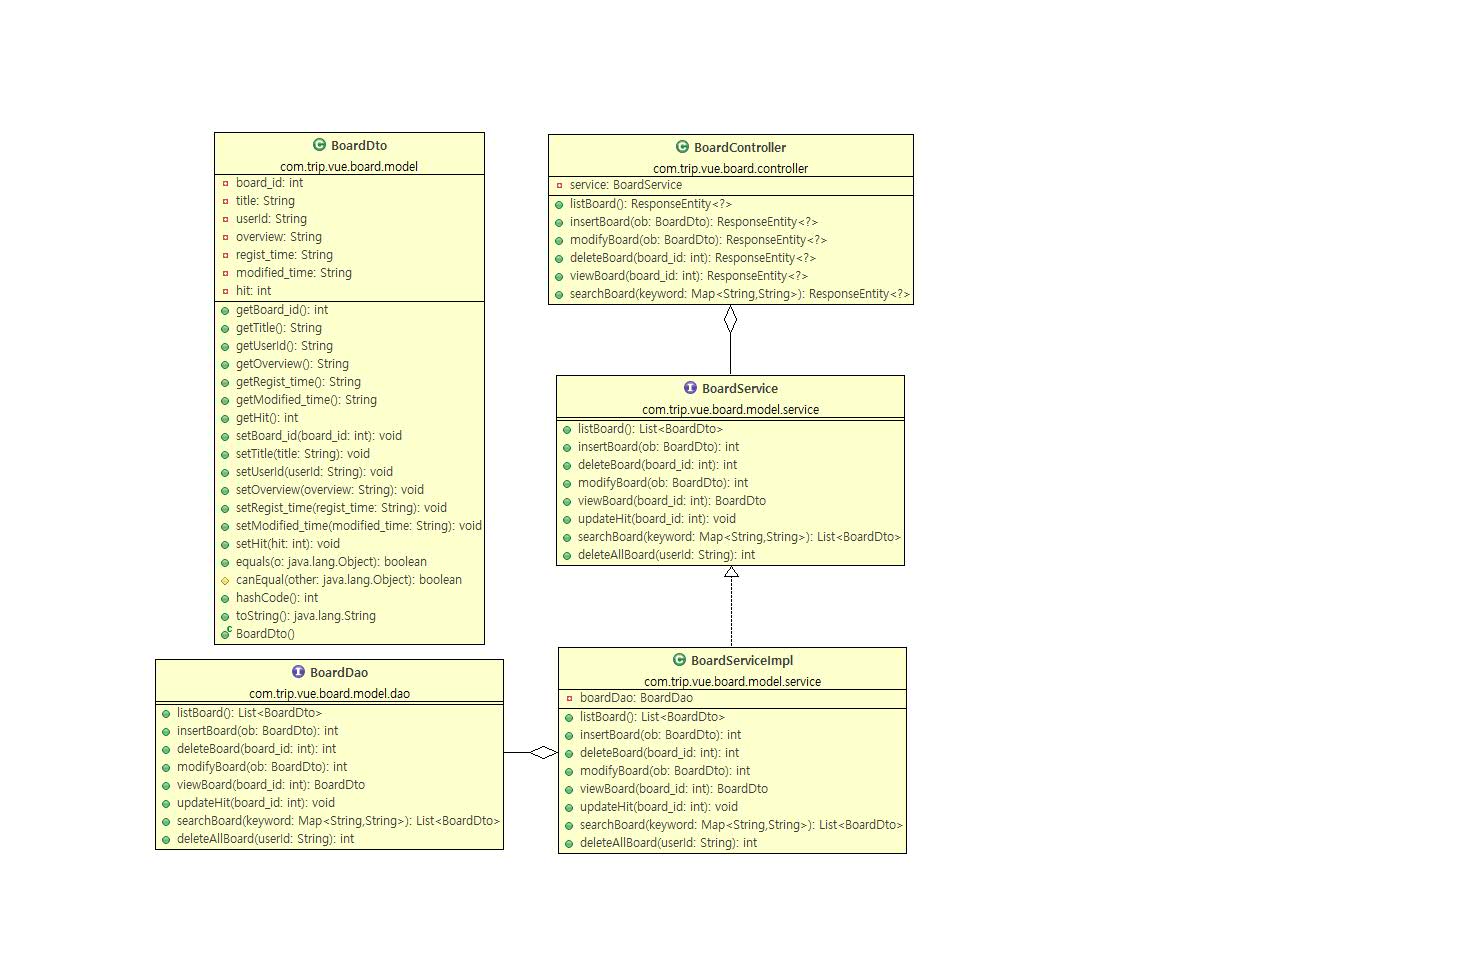 BoardDto
com.trip.vue.board.model
board_id: int
title: String
userId: String
overview: String
regist_time: String
modified_time: String
hit: int
getBoard_id(): int
getTitle(): String
getUserId(): String
getOverview(): String
getRegist_time(): String
getModified_time(): String
getHit(): int
setBoard_id(board_id: int): void
setTitle(title: String): void
setUserId(userId: String): void
setOverview(overview: String): void
setRegist_time(regist_time: String): void
setModified_time(modified_time: String): void
setHit(hit: int): void
equals(o: java.lang.Object): boolean
canEqual(other: java.lang.Object): boolean
hashCode(): int
toString(): java.lang.String
BoardDto()
BoardController
com.trip.vue.board.controller
service: BoardService
listBoard(): ResponseEntity<?>
insertBoard(ob: BoardDto): ResponseEntity<?>
modifyBoard(ob: BoardDto): ResponseEntity<?>
deleteBoard(board_id: int): ResponseEntity<?>
viewBoard(board_id: int): ResponseEntity<?>
searchBoard(keyword: Map<String,String>): ResponseEntity<?>
BoardService
com.trip.vue.board.model.service
listBoard(): List<BoardDto>
insertBoard(ob: BoardDto): int
deleteBoard(board_id: int): int
modifyBoard(ob: BoardDto): int
viewBoard(board_id: int): BoardDto
updateHit(board_id: int): void
searchBoard(keyword: Map<String,String>): List<BoardDto>
deleteAllBoard(userId: String): int
BoardDao
com.trip.vue.board.model.dao
listBoard(): List<BoardDto>
insertBoard(ob: BoardDto): int
deleteBoard(board_id: int): int
modifyBoard(ob: BoardDto): int
viewBoard(board_id: int): BoardDto
updateHit(board_id: int): void
searchBoard(keyword: Map<String,String>): List<BoardDto>
deleteAllBoard(userId: String): int
BoardServiceImpl
com.trip.vue.board.model.service
boardDao: BoardDao
listBoard(): List<BoardDto>
insertBoard(ob: BoardDto): int
deleteBoard(board_id: int): int
modifyBoard(ob: BoardDto): int
viewBoard(board_id: int): BoardDto
updateHit(board_id: int): void
searchBoard(keyword: Map<String,String>): List<BoardDto>
deleteAllBoard(userId: String): int